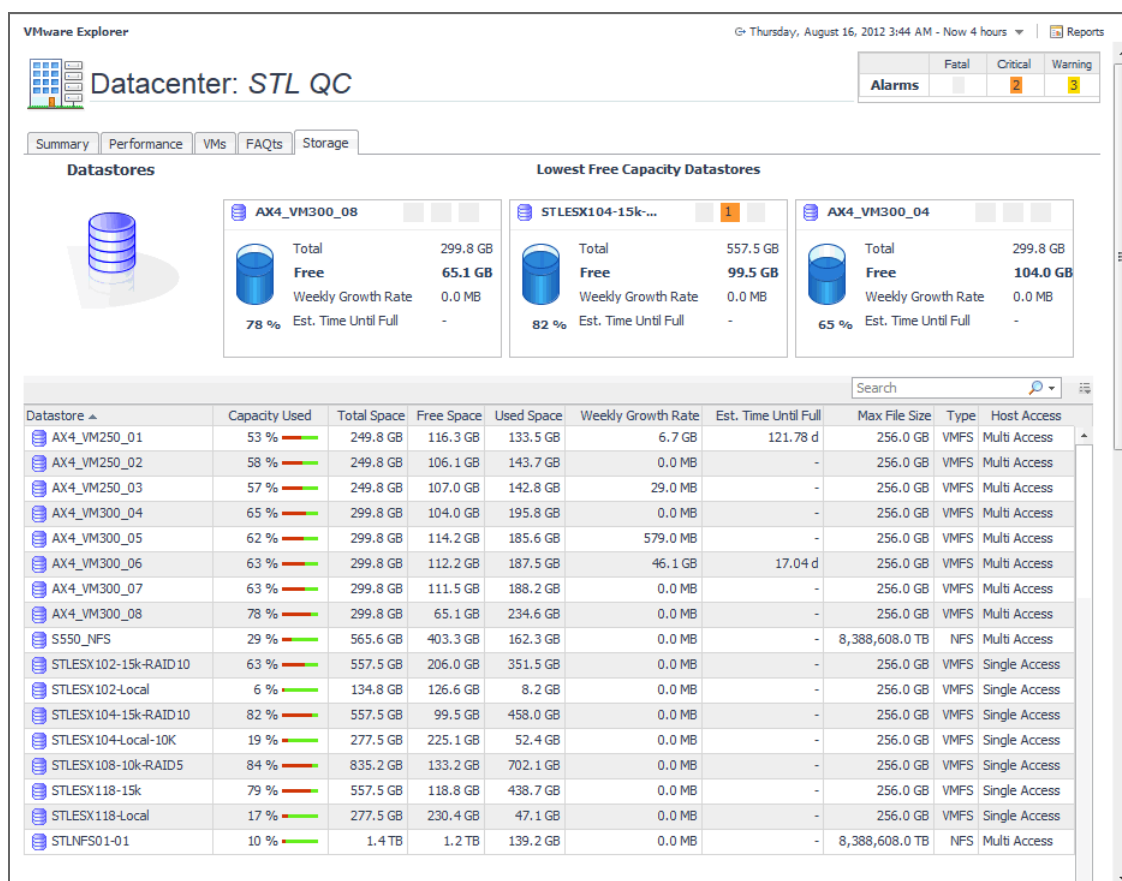 VMware Explorer
Thursday, August 16, 2012 3:44 AM - Now 4 hours Reports
Datacenter: STL QC
Fatal Critical Warning
Alarms 2 3
Summary Performance VMs FAQts Storage
Datastores
Lowest Free Capacity Datastores
AX4_VM300_08
Total 299.8 GB
Free 65.1 GB
Weekly Growth Rate 0.0 MB
78 % Est. Time Until Full -
STLESX104-15k-... 1
Total 557.5 GB
Free 99.5 GB
Weekly Growth Rate 0.0 MB
82 % Est. Time Until Full -
AX4_VM300_04
Total 299.8 GB
Free 104.0 GB
Weekly Growth Rate 0.0 MB
65 % Est. Time Until Full -
Search
Datastore Capacity Used Total Space Free Space Used Space Weekly Growth Rate Est. Time Until Full Max File Size Type Host Access
AX4_VM250_01 53 % 249.8 GB 116.3 GB 133.5 GB 6.7 GB 121.78 d 256.0 GB VMFS Multi Access
AX4_VM250_02 58 % 249.8 GB 106.1 GB 143.7 GB 0.0 MB - 256.0 GB VMFS Multi Access
AX4_VM250_03 57 % 249.8 GB 107.0 GB 142.8 GB 29.0 MB - 256.0 GB VMFS Multi Access
AX4_VM300_04 65 % 299.8 GB 104.0 GB 195.8 GB 0.0 MB - 256.0 GB VMFS Multi Access
AX4_VM300_05 62 % 299.8 GB 114.2 GB 185.6 GB 579.0 MB - 256.0 GB VMFS Multi Access
AX4_VM300_06 63 % 299.8 GB 112.2 GB 187.5 GB 46.1 GB 17.04 d 256.0 GB VMFS Multi Access
AX4_VM300_07 63 % 299.8 GB 111.5 GB 188.2 GB 0.0 MB - 256.0 GB VMFS Multi Access
AX4_VM300_08 78 % 299.8 GB 65.1 GB 234.6 GB 0.0 MB - 256.0 GB VMFS Multi Access
S550_NFS 29 % 565.6 GB 403.3 GB 162.3 GB 0.0 MB - 8,388,608.0 TB NFS Multi Access
STLESX102-15k-RAID10 63 % 557.5 GB 206.0 GB 351.5 GB 0.0 MB - 256.0 GB VMFS Single Access
STLESX102-Local 6 % 134.8 GB 126.6 GB 8.2 GB 0.0 MB - 256.0 GB VMFS Single Access
STLESX104-15k-RAID10 82 % 557.5 GB 99.5 GB 458.0 GB 0.0 MB - 256.0 GB VMFS Single Access
STLESX104-Local-10K 19 % 277.5 GB 225.1 GB 52.4 GB 0.0 MB - 256.0 GB VMFS Single Access
STLESX108-10k-RAID5 84 % 835.2 GB 133.2 GB 702.1 GB 0.0 MB - 256.0 GB VMFS Single Access
STLESX118-15k 79 % 557.5 GB 118.8 GB 438.7 GB 0.0 MB - 256.0 GB VMFS Single Access
STLESX118-Local 17 % 277.5 GB 230.4 GB 47.1 GB 0.0 MB - 256.0 GB VMFS Single Access
STLNFS01-01 10 % 1.4 TB 1.2 TB 139.2 GB 0.0 MB - 8,388,608.0 TB NFS Multi Access